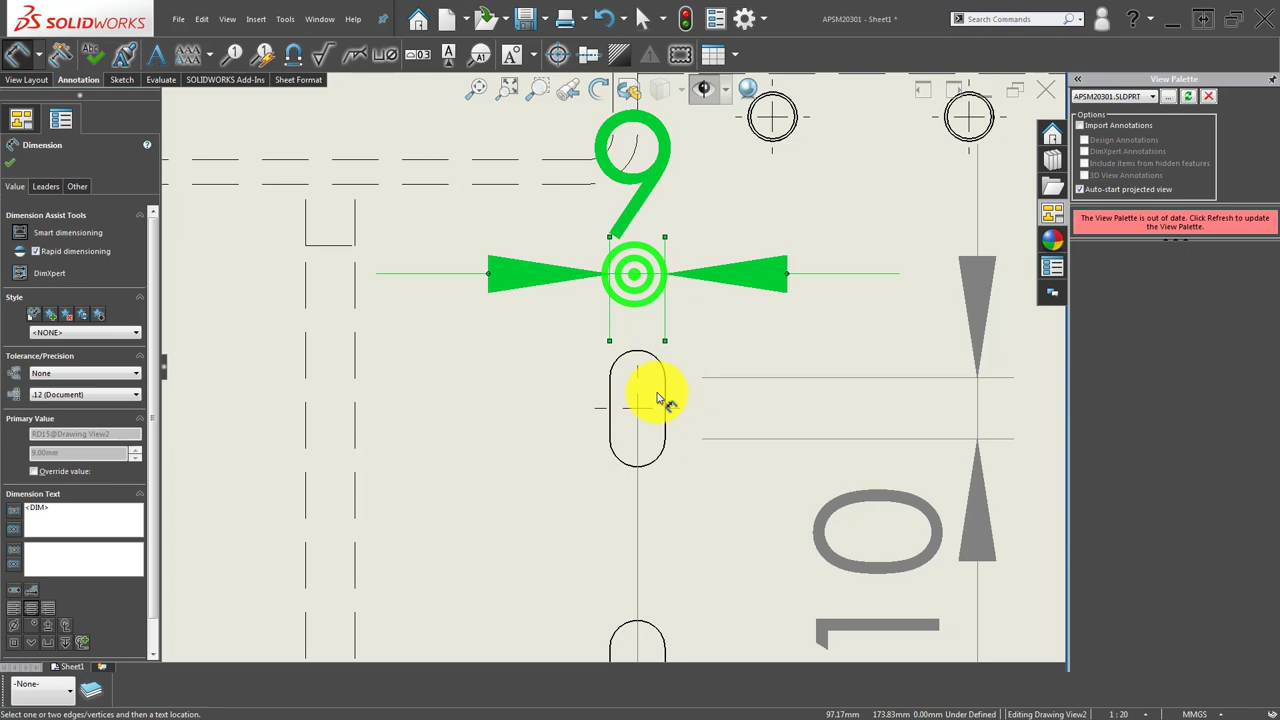 SOLIDWORKS
File Edit View Insert Tools Window Help
APSM20301 - Sheet1 *
Search Commands
View Layout Annotation Sketch Evaluate SOLIDWORKS Add-Ins Sheet Format
Dimension
Value Leaders Other
Dimension Assist Tools
Smart dimensioning
Rapid dimensioning
DimXpert
Style
<NONE>
Tolerance/Precision
None
.12 (Document)
Primary Value
RD15@Drawing View2
9.00mm
Override value:
Dimension Text
<DIM>
9
10
View Palette
APSM20301.SLDPRT
...
Options
Import Annotations
Design Annotations
DimXpert Annotations
Include items from hidden features
3D View Annotations
Auto-start projected view
The View Palette is out of date. Click Refresh to update
the View Palette.
Sheet1
-None-
Select one or two edges/vertices and then a text location.
97.17mm 173.83mm 0.00mm Under Defined Editing Drawing View2 1 : 20 MMGS